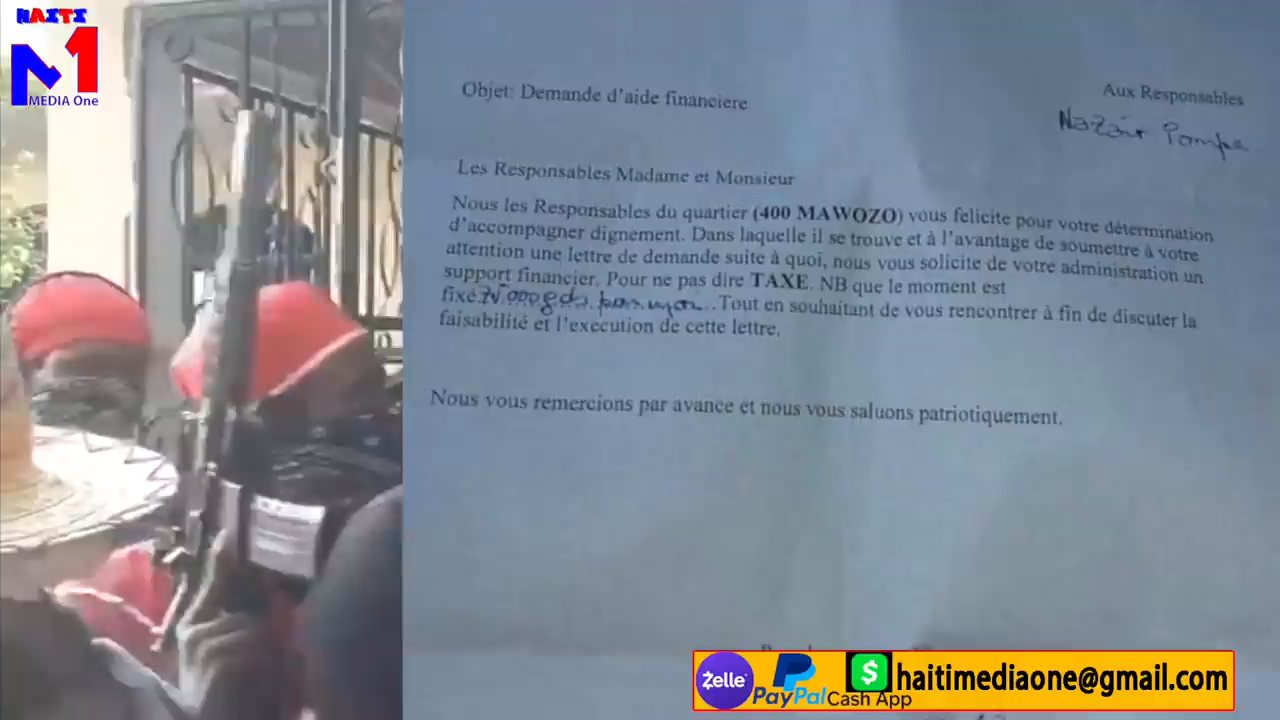 HAITI
M1
MEDIA One
Objet: Demande d'aide financiere
Aux Responsables
Nazair Pompe
Les Responsables Madame et Monsieur
Nous les Responsables du quartier (400 MAWOZO) vous felicite pour votre détermination
d'accompagner dignement. Dans laquelle il se trouve et à l'avantage de soumettre à votre
attention une lettre de demande suite à quoi, nous vous solicite de votre administration un
support financier. Pour ne pas dire TAXE. NB que le moment est
fixé 75.000 gds par Tout en souhaitant de vous rencontrer à fin de discuter la
faisabilité et l'execution de cette lettre.
Nous vous remercions par avance et nous vous saluons patriotiquement.
Zelle
PayPal
$
Cash App
haitimediaone@gmail.com